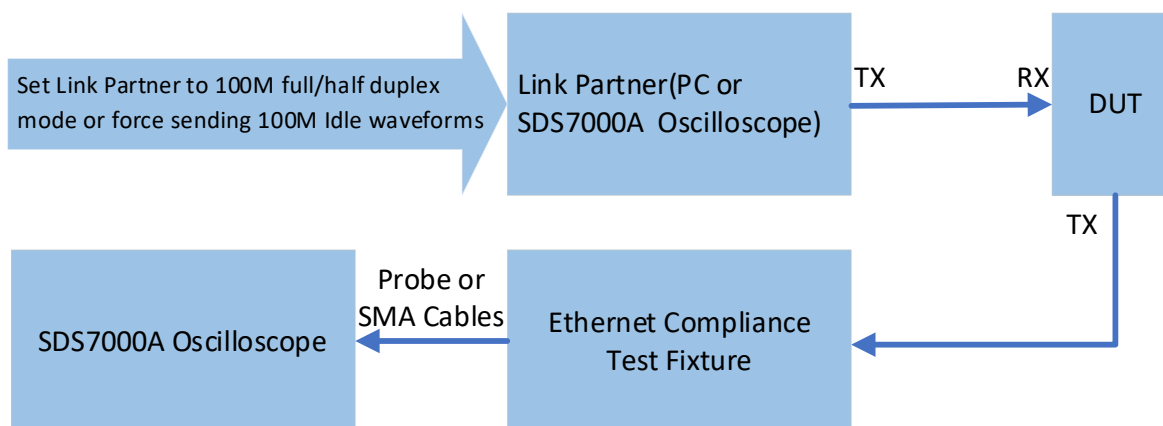 Set Link Partner to 100M full/half duplex
mode or force sending 100M Idle waveforms
Link Partner(PC or
SDS7000A Oscilloscope)
TX
RX
DUT
TX
SDS7000A Oscilloscope
Probe or
SMA Cables
Ethernet Compliance
Test Fixture